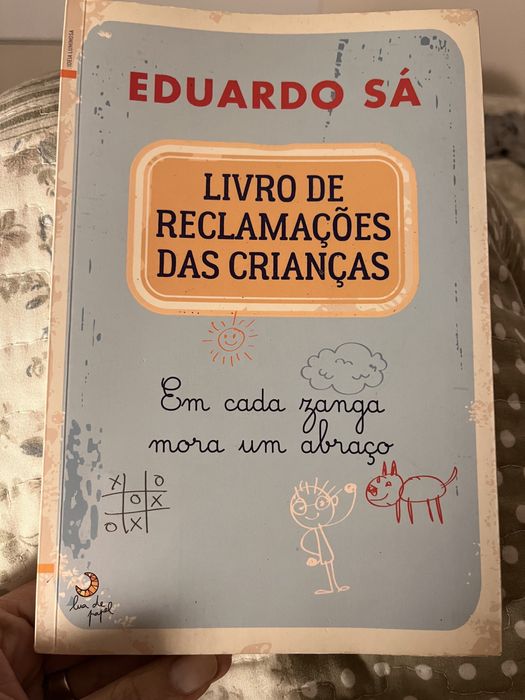 EDUARDO SÁ
LIVRO DE
RECLAMAÇÕES
DAS CRIANÇAS
Em cada zanga
mora um abraço
X O
O X
O X
lua de
papel